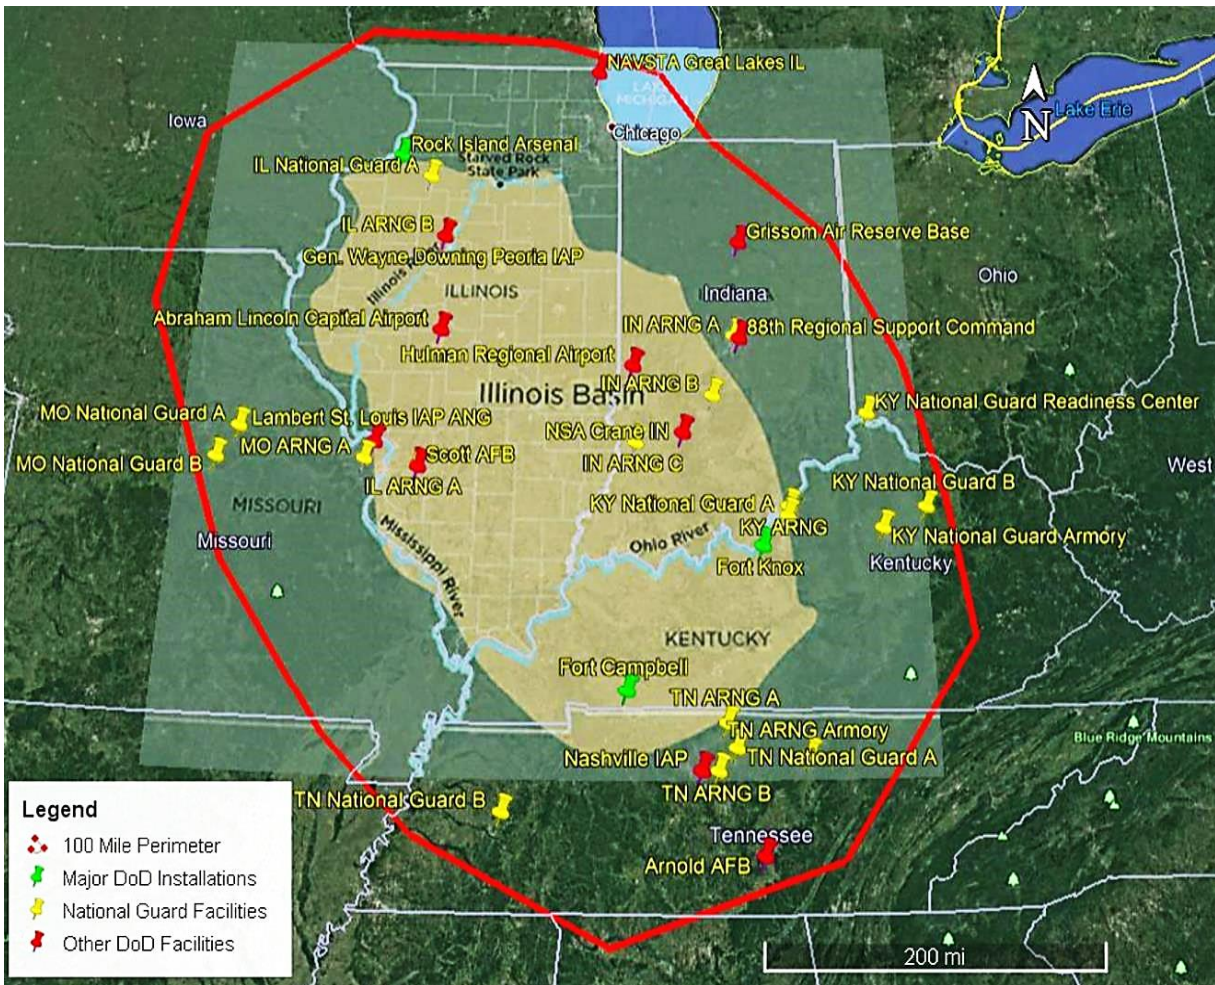 NAVSTA Great Lakes IL
LAKE
MICHIGAN
Lake Erie
N
Iowa
Chicago
Rock Island Arsenal
Starved Rock
State Park
IL National Guard A
IL ARNG B
Grissom Air Reserve Base
Gen. Wayne Downing Peoria IAP
Illinois River
Ohio
ILLINOIS
Indiana
Abraham Lincoln Capital Airport
IN ARNG A
88th Regional Support Command
Hulman Regional Airport
IN ARNG B
Illinois Basin
KY National Guard Readiness Center
MO National Guard A
Lambert St. Louis IAP ANG
NSA Crane IN
MO ARNG A
Scott AFB
IN ARNG C
MO National Guard B
West
IL ARNG A
KY National Guard B
MISSOURI
KY National Guard A
Mississippi River
Ohio River
KY ARNG
KY National Guard Armory
Missouri
Fort Knox
Kentucky
KENTUCKY
Fort Campbell
TN ARNG A
TN ARNG Armory
Blue Ridge Mountains
Nashville IAP
TN National Guard A
TN ARNG B
TN National Guard B
Tennessee
Arnold AFB
Legend
100 Mile Perimeter
Major DoD Installations
National Guard Facilities
Other DoD Facilities
200 mi